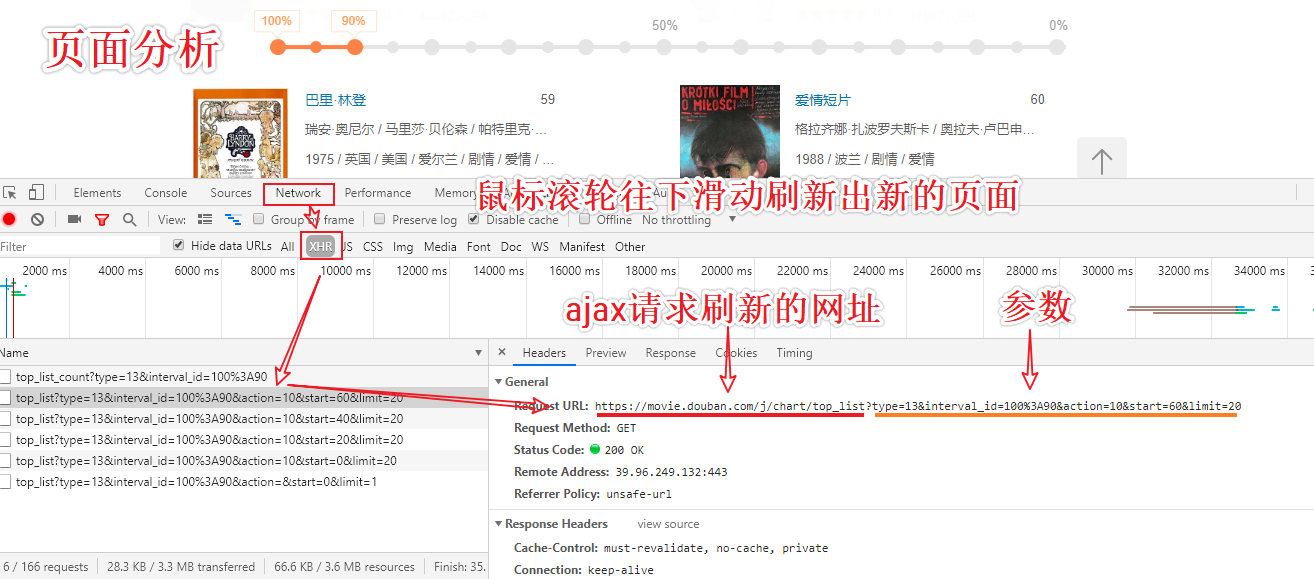 页面分析
100%
90%
50%
0%
巴里·林登
59
瑞安·奥尼尔 / 马里莎·贝伦森 / 帕特里克·...
1975 / 英国 / 美国 / 爱尔兰 / 剧情 / 爱情 / ...
BARRY LYNDON
KRÓTKI FILM
O MIŁOŚCI
爱情短片
60
格拉齐娜·扎波罗夫斯卡 / 奥拉夫·卢巴申...
1988 / 波兰 / 剧情 / 爱情
Elements Console Sources Network Performance Memory
鼠标滚轮往下滑动刷新出新的页面
View: Group by frame Preserve log Disable cache Offline No throttling
Filter Hide data URLs All XHR JS CSS Img Media Font Doc WS Manifest Other
2000 ms 4000 ms 6000 ms 8000 ms 10000 ms 12000 ms 14000 ms 16000 ms 18000 ms 20000 ms 22000 ms 24000 ms 26000 ms 28000 ms 30000 ms 32000 ms 34000 ms
ajax请求刷新的网址
参数
Name
top_list_count?type=13&interval_id=100%3A90
top_list?type=13&interval_id=100%3A90&action=10&start=60&limit=20
top_list?type=13&interval_id=100%3A90&action=10&start=40&limit=20
top_list?type=13&interval_id=100%3A90&action=10&start=20&limit=20
top_list?type=13&interval_id=100%3A90&action=10&start=0&limit=20
top_list?type=13&interval_id=100%3A90&action=&start=0&limit=1
6 / 166 requests 28.3 KB / 3.3 MB transferred 66.6 KB / 3.6 MB resources Finish: 35.
Headers Preview Response Cookies Timing
General
Request URL: https://movie.douban.com/j/chart/top_list?type=13&interval_id=100%3A90&action=10&start=60&limit=20
Request Method: GET
Status Code: 200 OK
Remote Address: 39.96.249.132:443
Referrer Policy: unsafe-url
Response Headers view source
Cache-Control: must-revalidate, no-cache, private
Connection: keep-alive